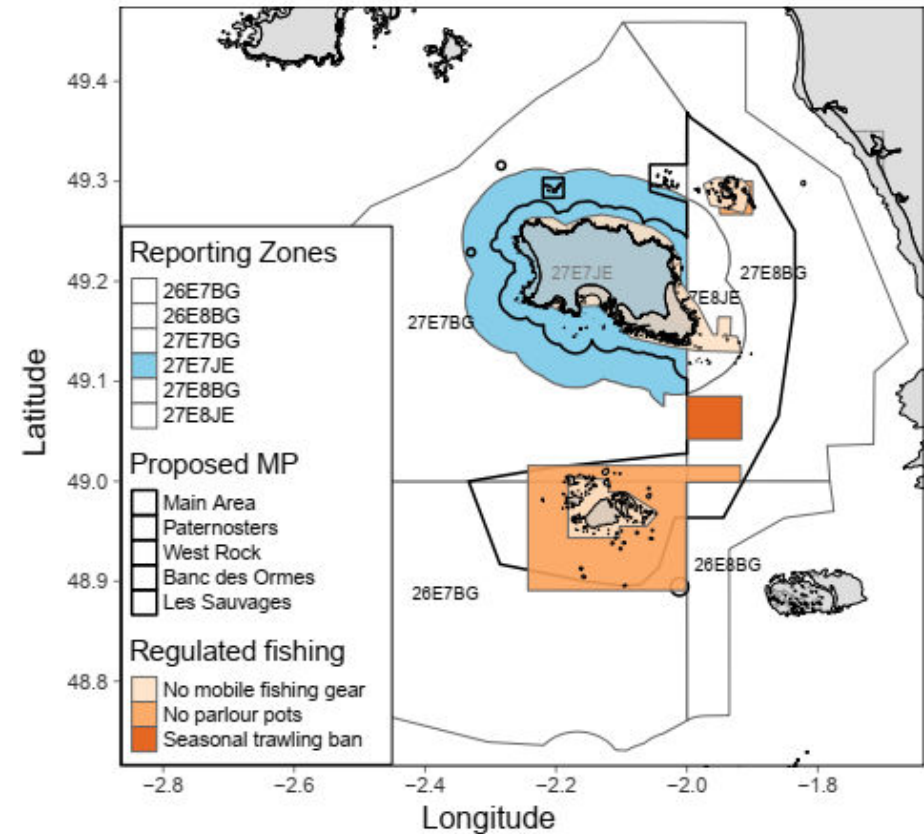 49.4
49.3
49.2
49.1
49.0
48.9
48.8
Latitude
Reporting Zones
26E7BG
26E8BG
27E7BG
27E7JE
27E8BG
27E8JE
Proposed MP
Main Area
Paternosters
West Rock
Banc des Ormes
Les Sauvages
Regulated fishing
No mobile fishing gear
No parlour pots
Seasonal trawling ban
27E7JE
27E8BG
7E8JE
27E7BG
26E8BG
26E7BG
−2.8
−2.6
−2.4
−2.2
−2.0
−1.8
Longitude